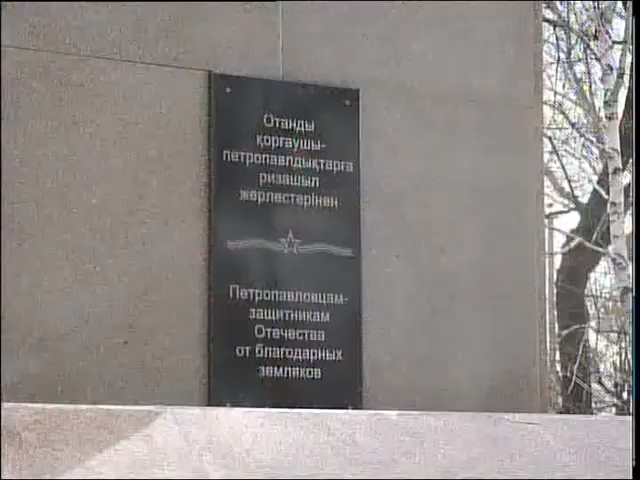 Отанды
қорғаушы-
петропавлдықтарға
ризашыл
жерлестерінен
Петропавловцам-
защитникам
Отечества
от благодарных
земляков